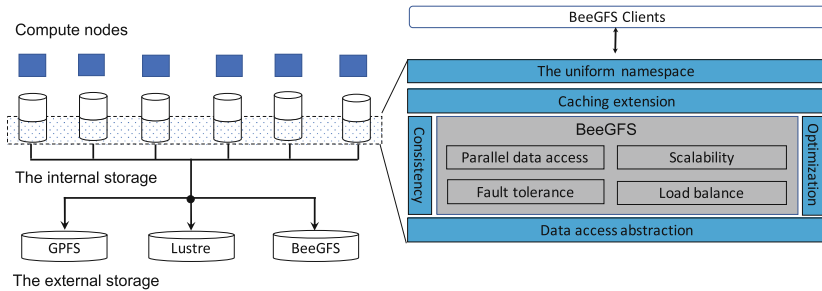 Compute nodes
The internal storage
GPFS
Lustre
BeeGFS
The external storage
BeeGFS Clients
The uniform namespace
Caching extension
Consistency
BeeGFS
Parallel data access
Scalability
Fault tolerance
Load balance
Optimization
Data access abstraction